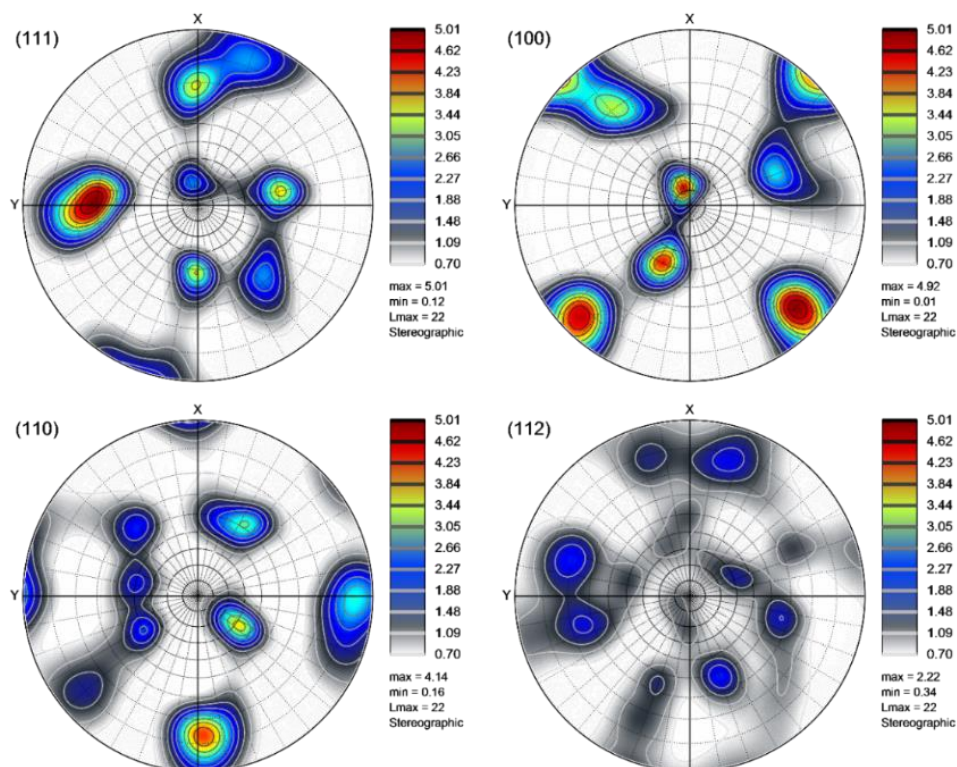 X
(111)
Y
5.01
4.62
4.23
3.84
3.44
3.05
2.66
2.27
1.88
1.48
1.09
0.70
max = 5.01
min = 0.12
Lmax = 22
Stereographic
X
(100)
Y
5.01
4.62
4.23
3.84
3.44
3.05
2.66
2.27
1.88
1.48
1.09
0.70
max = 4.92
min = 0.01
Lmax = 22
Stereographic
X
(110)
Y
5.01
4.62
4.23
3.84
3.44
3.05
2.66
2.27
1.88
1.48
1.09
0.70
max = 4.14
min = 0.16
Lmax = 22
Stereographic
X
(112)
Y
5.01
4.62
4.23
3.84
3.44
3.05
2.66
2.27
1.88
1.48
1.09
0.70
max = 2.22
min = 0.34
Lmax = 22
Stereographic